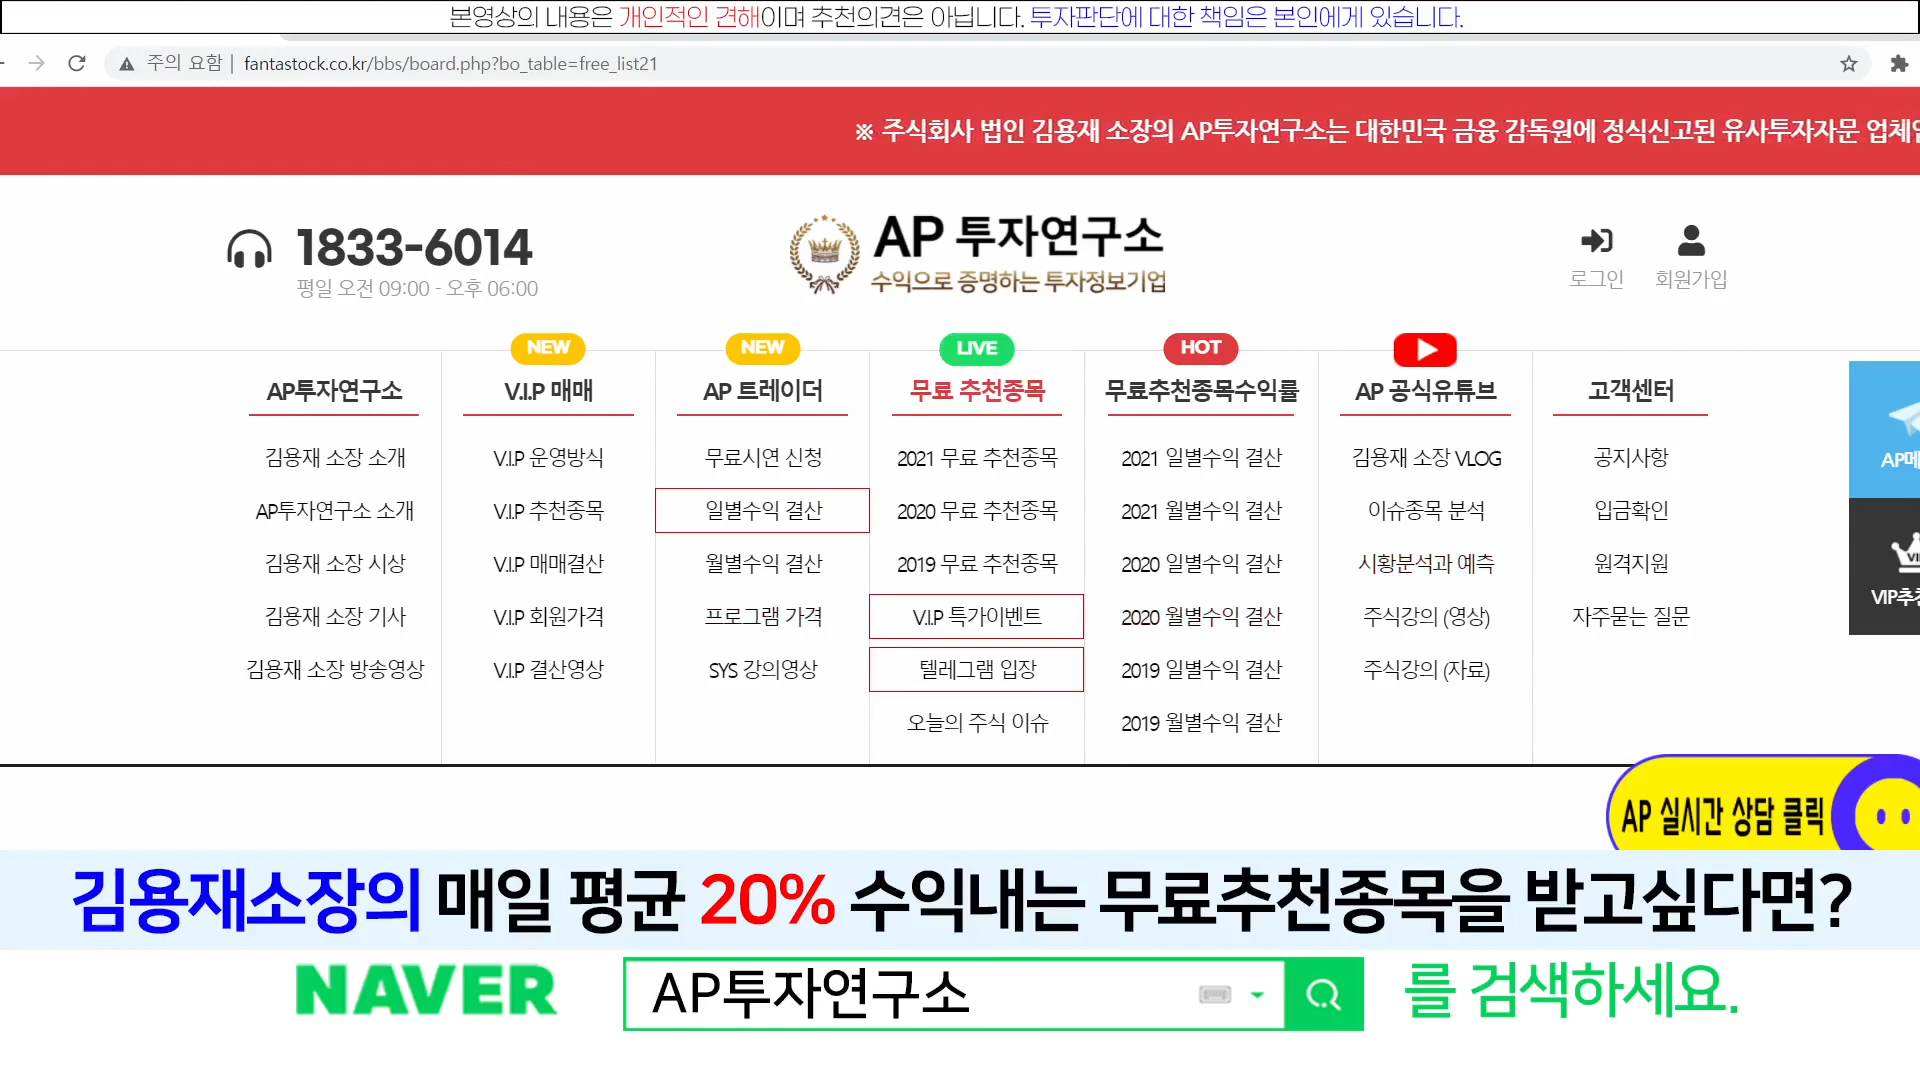 본영상의 내용은 개인적인 견해이며 추천의견은 아닙니다. 투자판단에 대한 책임은 본인에게 있습니다.
주의 요함 | fantastock.co.kr/bbs/board.php?bo_table=free_list21
※ 주식회사 법인 김용재 소장의 AP투자연구소는 대한민국 금융 감독원에 정식신고된 유사투자자문 업체입
1833-6014
평일 오전 09:00 - 오후 06:00
AP 투자연구소
수익으로 증명하는 투자정보기업
로그인 회원가입
NEW NEW LIVE HOT
AP투자연구소 V.I.P 매매 AP 트레이더 무료 추천종목 무료추천종목수익률 AP 공식유튜브 고객센터
김용재 소장 소개 V.I.P 운영방식 무료시연 신청 2021 무료 추천종목 2021 일별수익 결산 김용재 소장 VLOG 공지사항
AP투자연구소 소개 V.I.P 추천종목 일별수익 결산 2020 무료 추천종목 2021 월별수익 결산 이슈종목 분석 입금확인
김용재 소장 시상 V.I.P 매매결산 월별수익 결산 2019 무료 추천종목 2020 일별수익 결산 시황분석과 예측 원격지원
김용재 소장 기사 V.I.P 회원가격 프로그램 가격 V.I.P 특가이벤트 2020 월별수익 결산 주식강의 (영상) 자주묻는 질문
김용재 소장 방송영상 V.I.P 결산영상 SYS 강의영상 텔레그램 입장 2019 일별수익 결산 주식강의 (자료)
오늘의 주식 이슈 2019 월별수익 결산
AP메
VIP추
AP 실시간 상담 클릭
김용재소장의 매일 평균 20% 수익내는 무료추천종목을 받고싶다면?
NAVER AP투자연구소 를 검색하세요.